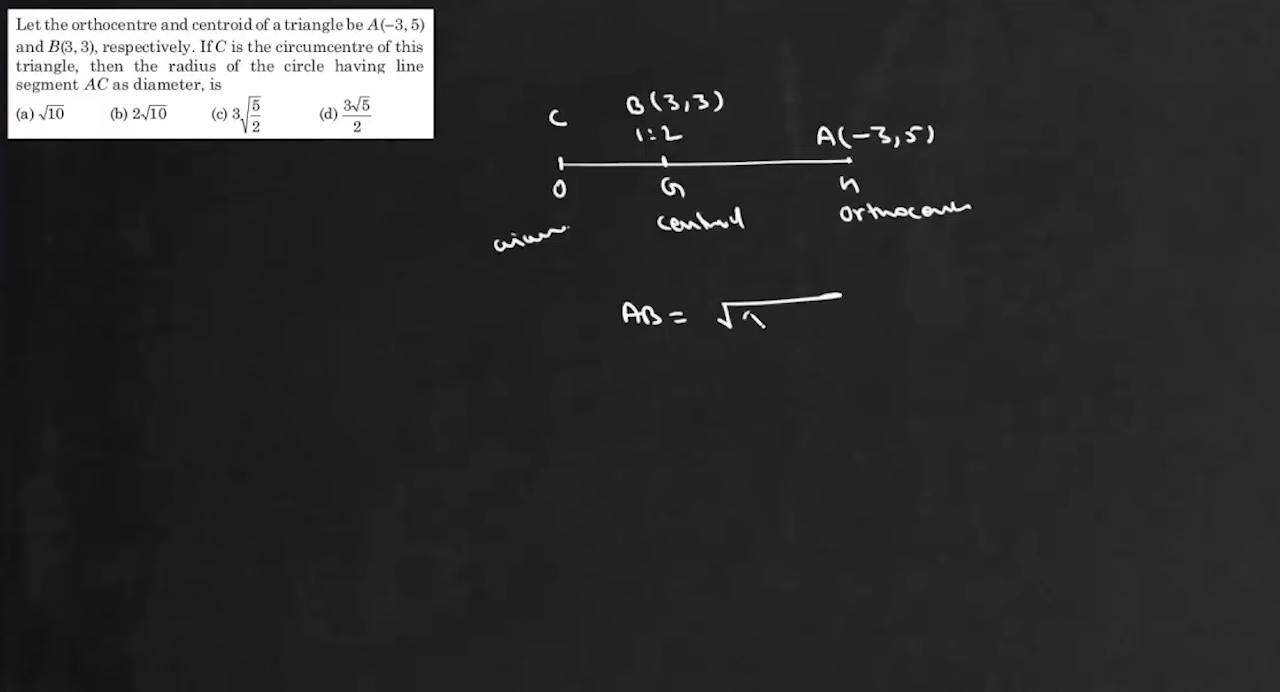 Let the orthocentre and centroid of a triangle be A(–3, 5)
and B(3, 3), respectively. If C is the circumcentre of this
triangle, then the radius of the circle having line
segment AC as diameter, is
(a) √10 (b) 2√10 (c) 3√(5/2) (d) 3√5/2
C B(3,3)
1:2 A(-3,5)
O G H
AB = √